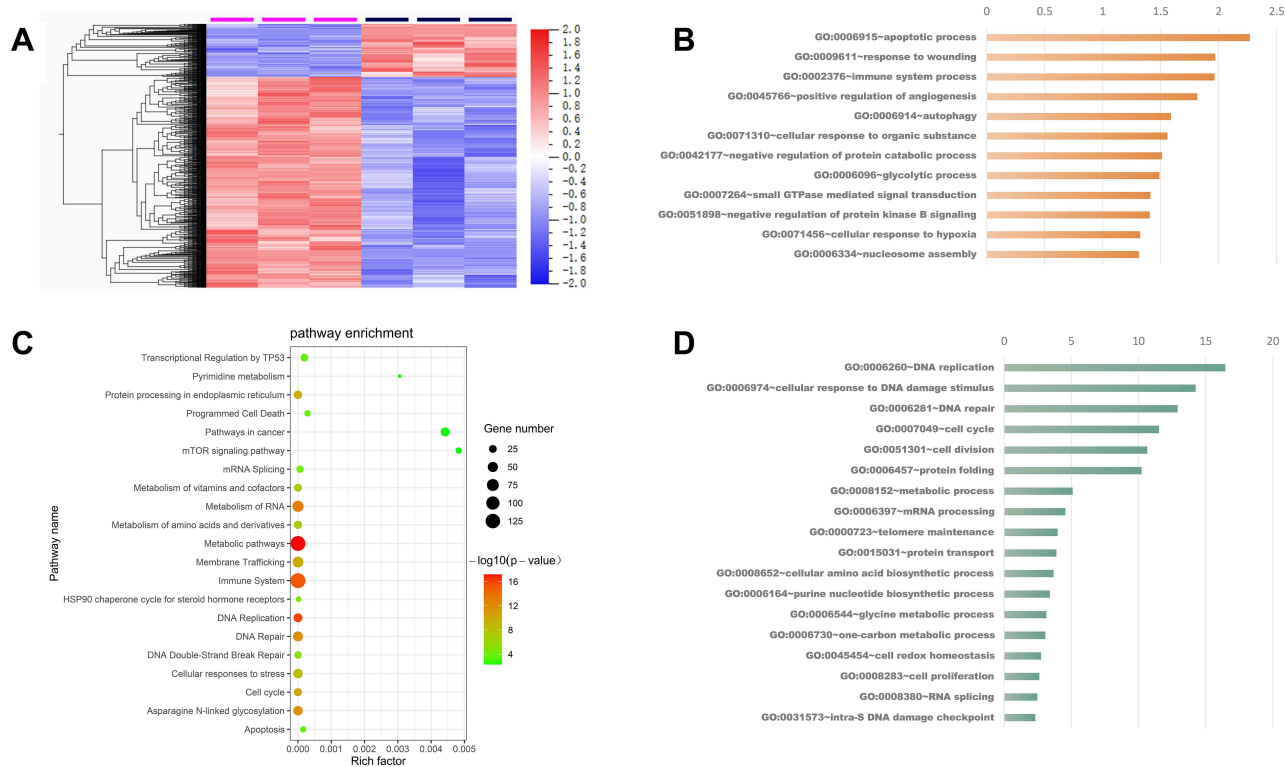 A
2.0
1.8
1.6
1.4
1.2
1.0
0.8
0.6
0.4
0.2
0.0
-0.2
-0.4
-0.6
-0.8
-1.0
-1.2
-1.4
-1.6
-1.8
-2.0
B
0 0.5 1 1.5 2 2.5
GO:0006915~apoptotic process
GO:0009611~response to wounding
GO:0002376~immune system process
GO:0045766~positive regulation of angiogenesis
GO:0006914~autophagy
GO:0071310~cellular response to organic substance
GO:0042177~negative regulation of protein catabolic process
GO:0006096~glycolytic process
GO:0007264~small GTPase mediated signal transduction
GO:0051898~negative regulation of protein kinase B signaling
GO:0071456~cellular response to hypoxia
GO:0006334~nucleosome assembly
C
pathway enrichment
Pathway name
Transcriptional Regulation by TP53
Pyrimidine metabolism
Protein processing in endoplasmic reticulum
Programmed Cell Death
Pathways in cancer
mTOR signaling pathway
mRNA Splicing
Metabolism of vitamins and cofactors
Metabolism of RNA
Metabolism of amino acids and derivatives
Metabolic pathways
Membrane Trafficking
Immune System
HSP90 chaperone cycle for steroid hormone receptors
DNA Replication
DNA Repair
DNA Double-Strand Break Repair
Cellular responses to stress
Cell cycle
Asparagine N-linked glycosylation
Apoptosis
0.000 0.001 0.002 0.003 0.004 0.005
Rich factor
Gene number
25
50
75
100
125
-log10(p-value)
16
12
8
4
D
0 5 10 15 20
GO:0006260~DNA replication
GO:0006974~cellular response to DNA damage stimulus
GO:0006281~DNA repair
GO:0007049~cell cycle
GO:0051301~cell division
GO:0006457~protein folding
GO:0008152~metabolic process
GO:0006397~mRNA processing
GO:0000723~telomere maintenance
GO:0015031~protein transport
GO:0008652~cellular amino acid biosynthetic process
GO:0006164~purine nucleotide biosynthetic process
GO:0006544~glycine metabolic process
GO:0006730~one-carbon metabolic process
GO:0045454~cell redox homeostasis
GO:0008283~cell proliferation
GO:0008380~RNA splicing
GO:0031573~intra-S DNA damage checkpoint